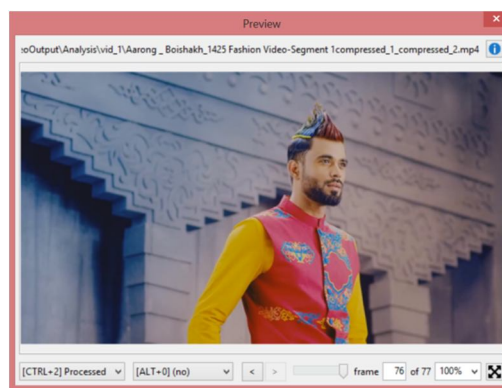 Preview
:oOutput\Analysis\vid_1\Aarong _ Boishakh_1425 Fashion Video-Segment 1compressed_1_compressed_2.mp4
[CTRL+2] Processed [ALT+0] (no) < > frame 76 of 77 100%